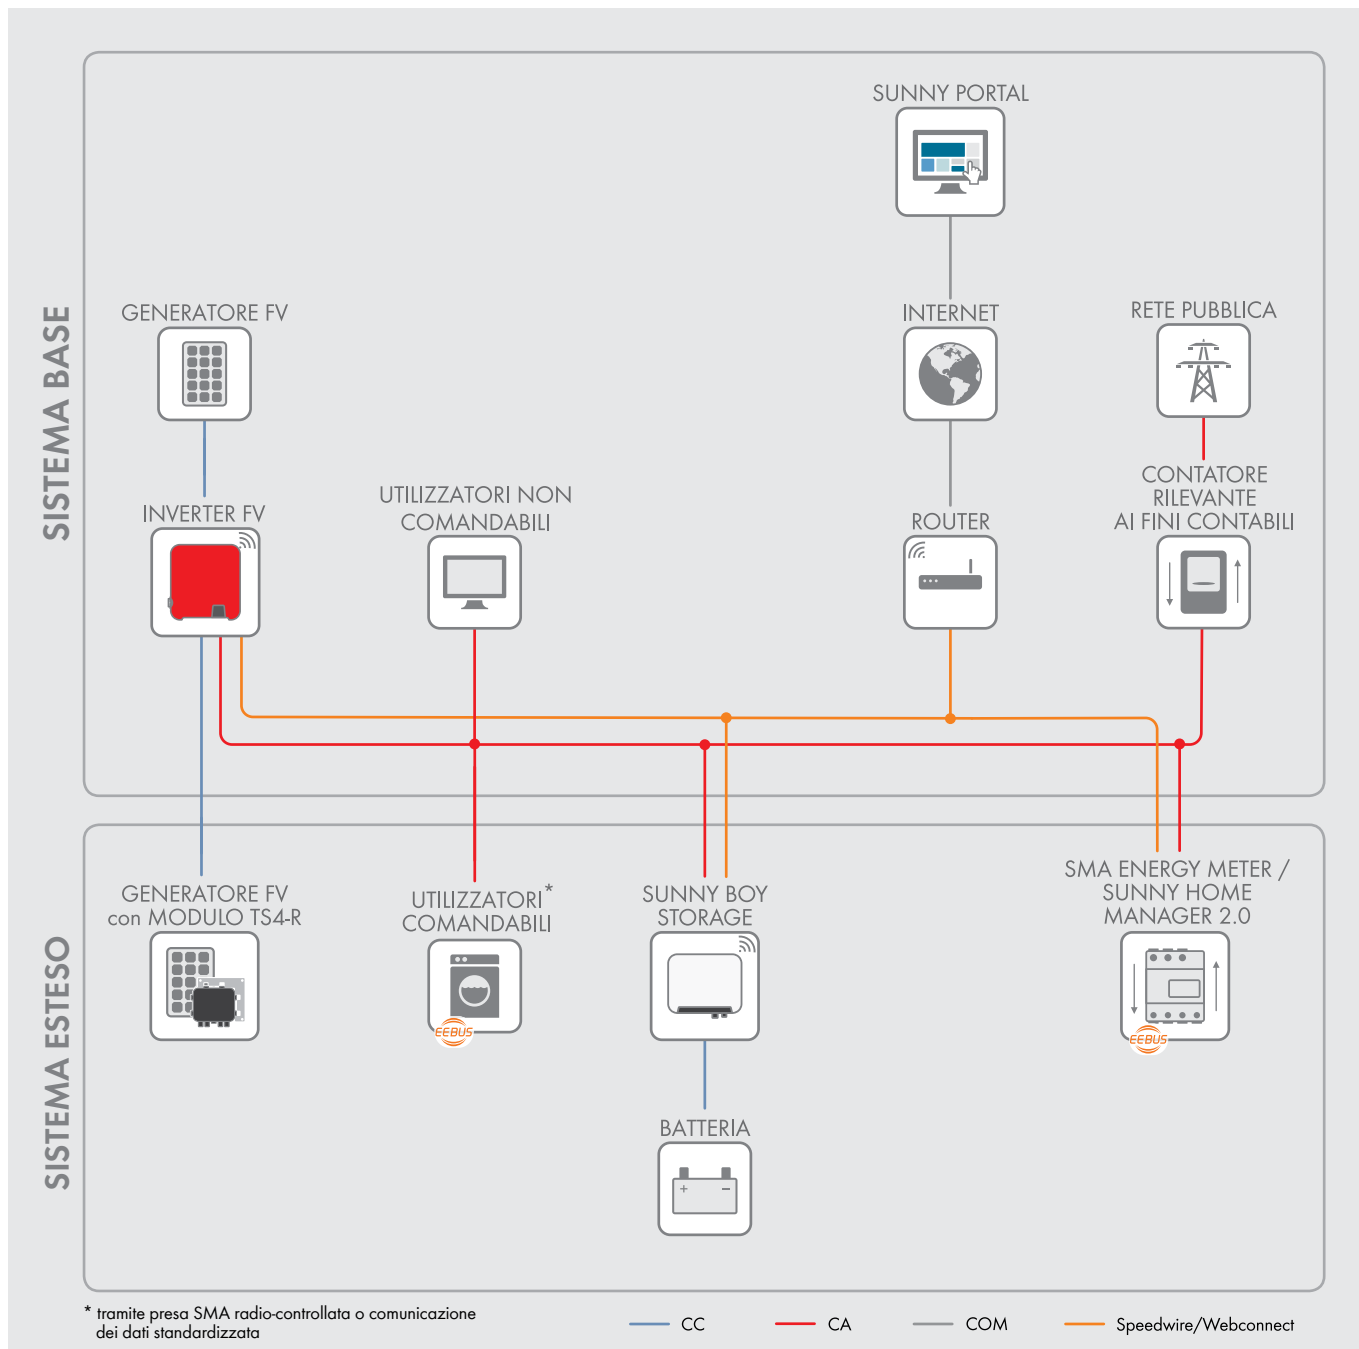 SISTEMA BASE
SUNNY PORTAL
GENERATORE FV
INTERNET
RETE PUBBLICA
INVERTER FV
UTILIZZATORI NON
COMANDABILI
ROUTER
CONTATORE
RILEVANTE
AI FINI CONTABILI
SISTEMA ESTESO
GENERATORE FV
con MODULO TS4-R
UTILIZZATORI*
COMANDABILI
EEBUS
SUNNY BOY
STORAGE
SMA ENERGY METER /
SUNNY HOME
MANAGER 2.0
EEBUS
BATTERIA
+ −
* tramite presa SMA radio-controllata o comunicazione
dei dati standardizzata
CC
CA
COM
Speedwire/Webconnect